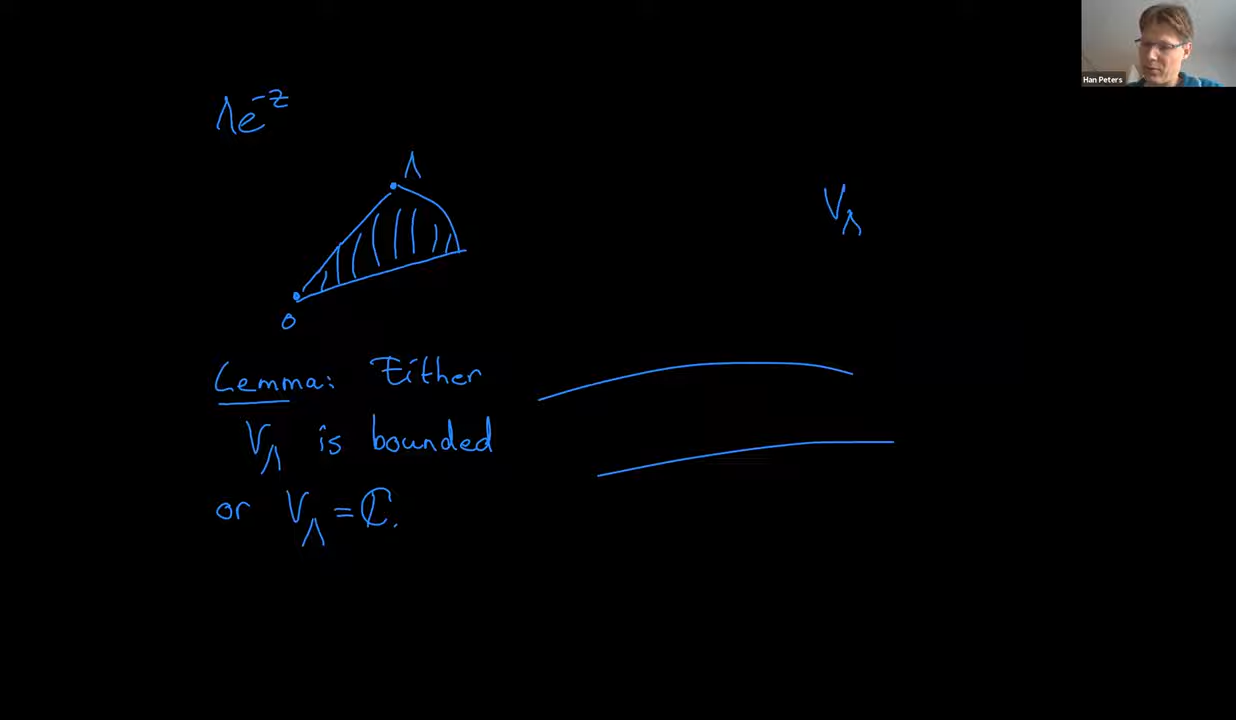 Λe^{-z}
Λ
V_Λ
0
Lemma: Either
V_Λ is bounded
or V_Λ = ℂ.
Han Peters